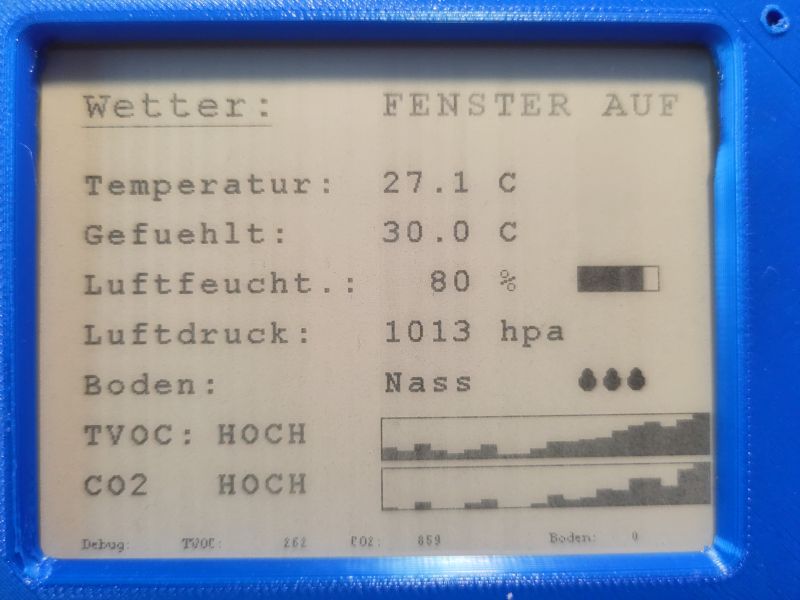 Wetter: FENSTER AUF
Temperatur: 27.1 C
Gefuehlt: 30.0 C
Luftfeucht.: 80 %
Luftdruck: 1013 hpa
Boden: Nass
TVOC: HOCH
CO2 HOCH
Debug: TVOC: 262 CO2: 859 Boden: 0